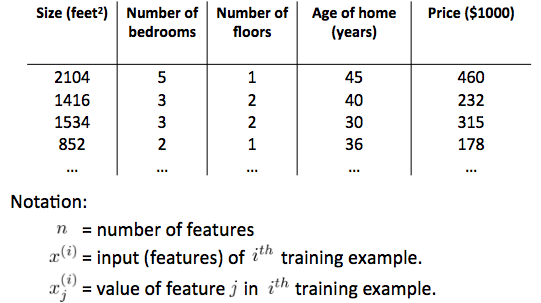 Size (feet²) Number of bedrooms Number of floors Age of home (years) Price ($1000)
2104 5 1 45 460
1416 3 2 40 232
1534 3 2 30 315
852 2 1 36 178
... ... ... ... ...
Notation:
n = number of features
x^(i) = input (features) of i^th training example.
x_j^(i) = value of feature j in i^th training example.